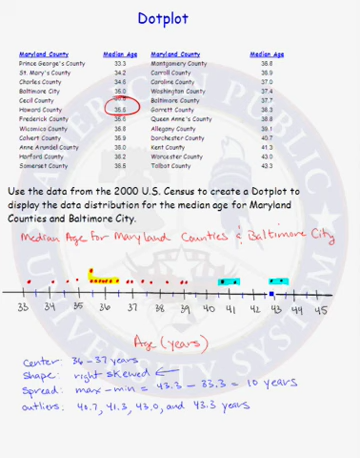 Dotplot
Maryland County Median Age Maryland County Median Age
Prince George's County 33.3 Montgomery County 36.8
St. Mary's County 34.2 Carroll County 36.9
Charles County 34.6 Caroline County 37.0
Baltimore City 35.0 Washington County 37.4
Cecil County Baltimore County 37.7
Howard County 35.5 Garrett County 38.3
Frederick County Queen Anne's County 38.8
Wicomico County 35.8 Allegany County 39.1
Calvert County 35.9 Dorchester County 40.7
Anne Arundel County 36.0 Kent County 41.3
Harford County 36.2 Worcester County 43.0
Somerset County 36.5 Talbot County 43.3
Use the data from the 2000 U.S. Census to create a Dotplot to
display the data distribution for the median age for Maryland
Counties and Baltimore City.
Median Age for Maryland Counties & Baltimore City
33 34 35 36 37 38 39 40 41 42 43 44 45
Age (years)
Center: 36-37 years
Shape: right skewed ←
Spread: max - min = 43.3 - 33.3 = 10 years
outliers: 40.7, 41.3, 43.0, and 43.3 years